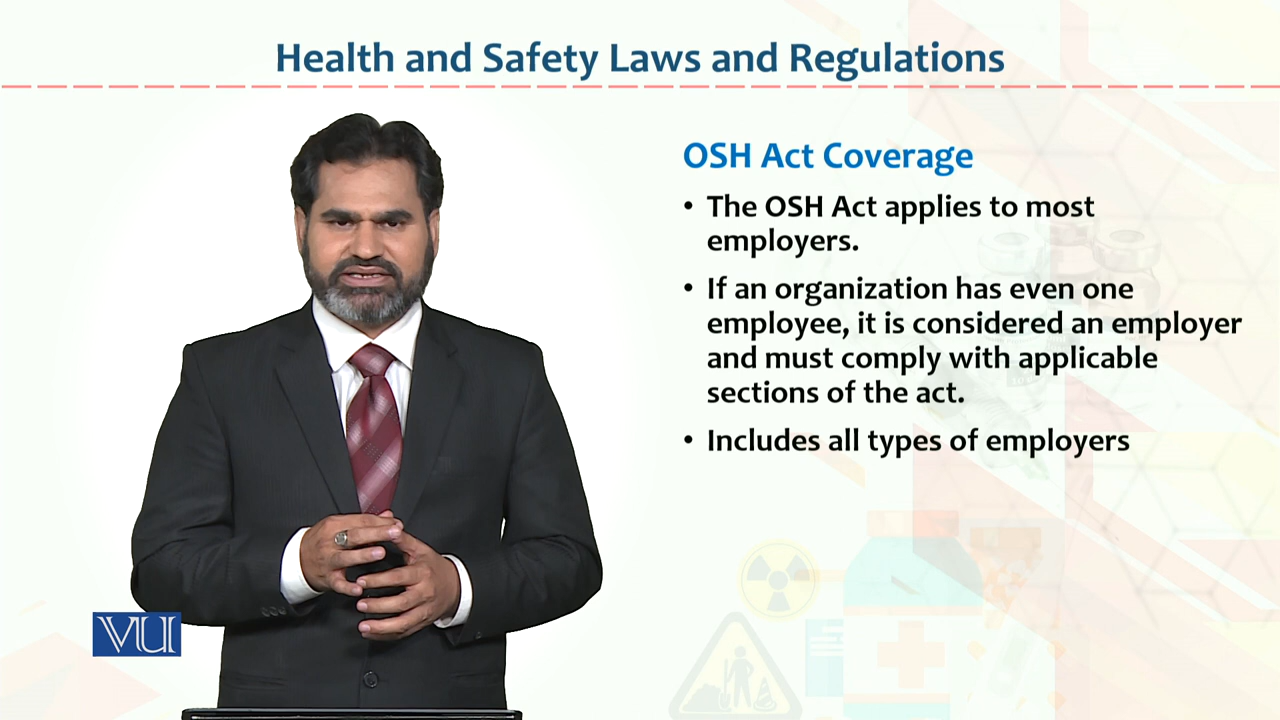 Health and Safety Laws and Regulations
OSH Act Coverage
• The OSH Act applies to most
employers.
• If an organization has even one
employee, it is considered an employer
and must comply with applicable
sections of the act.
• Includes all types of employers
VU